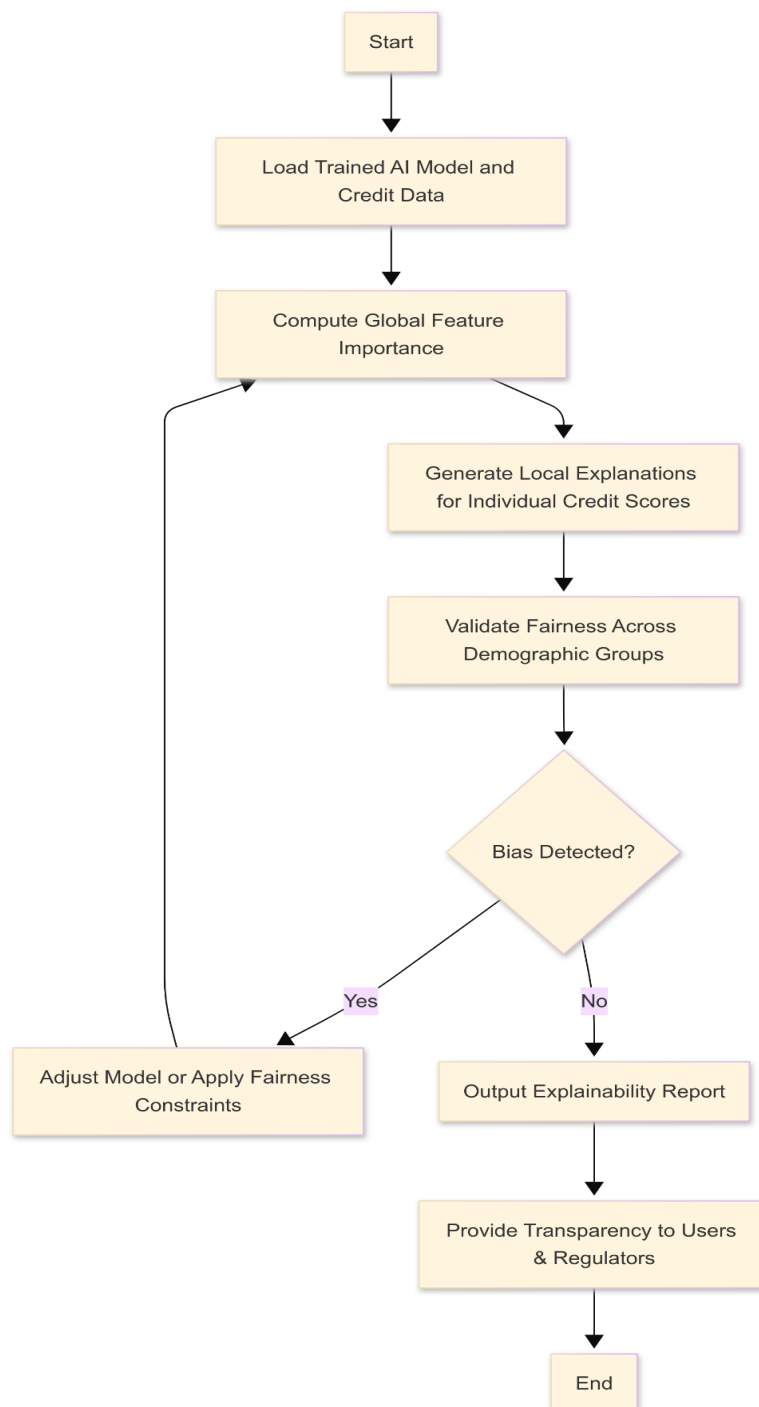 Start
Load Trained AI Model and
Credit Data
Compute Global Feature
Importance
Generate Local Explanations
for Individual Credit Scores
Validate Fairness Across
Demographic Groups
Bias Detected?
Yes
No
Adjust Model or Apply Fairness
Constraints
Output Explainability Report
Provide Transparency to Users
& Regulators
End